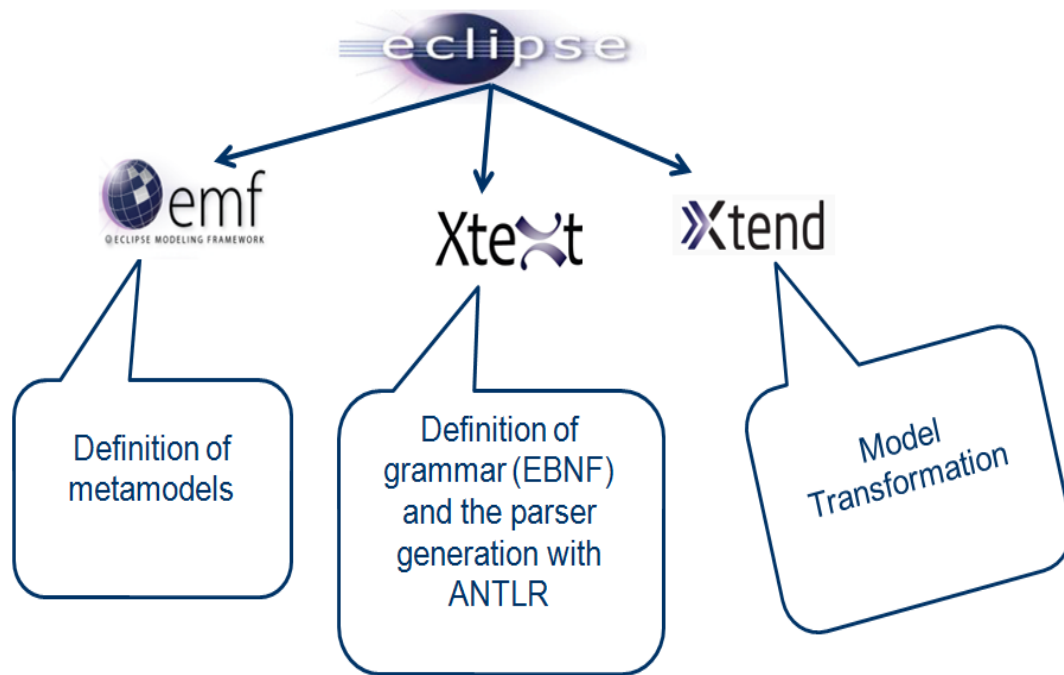 eclipse
emf
ECLIPSE MODELING FRAMEWORK
Xtext
Xtend
Definition of
metamodels
Definition of
grammar (EBNF)
and the parser
generation with
ANTLR
Model
Transformation